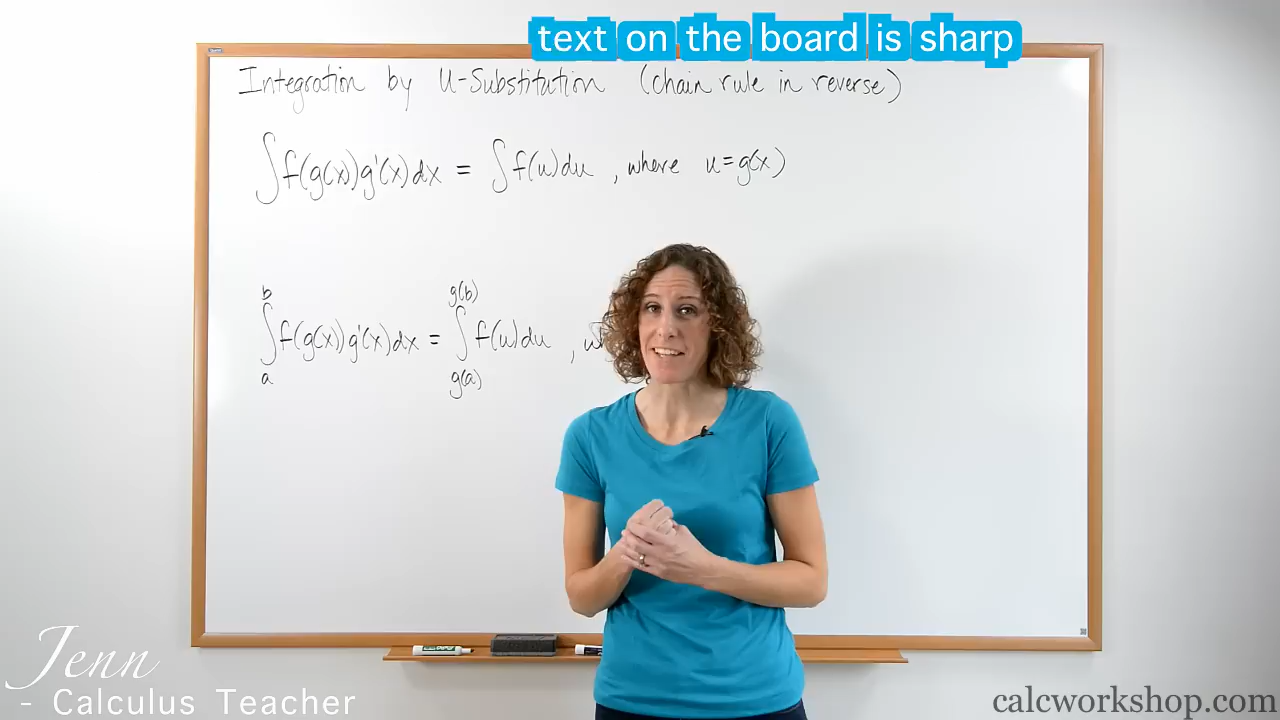 text on the board is sharp
Integration by U-Substitution (chain rule in reverse)
∫f(g(x))g'(x)dx = ∫f(u)du, where u=g(x)
b g(b)
∫f(g(x))g'(x)dx = ∫f(u)du,
a g(a)
Jenn
- Calculus Teacher
calcworkshop.com